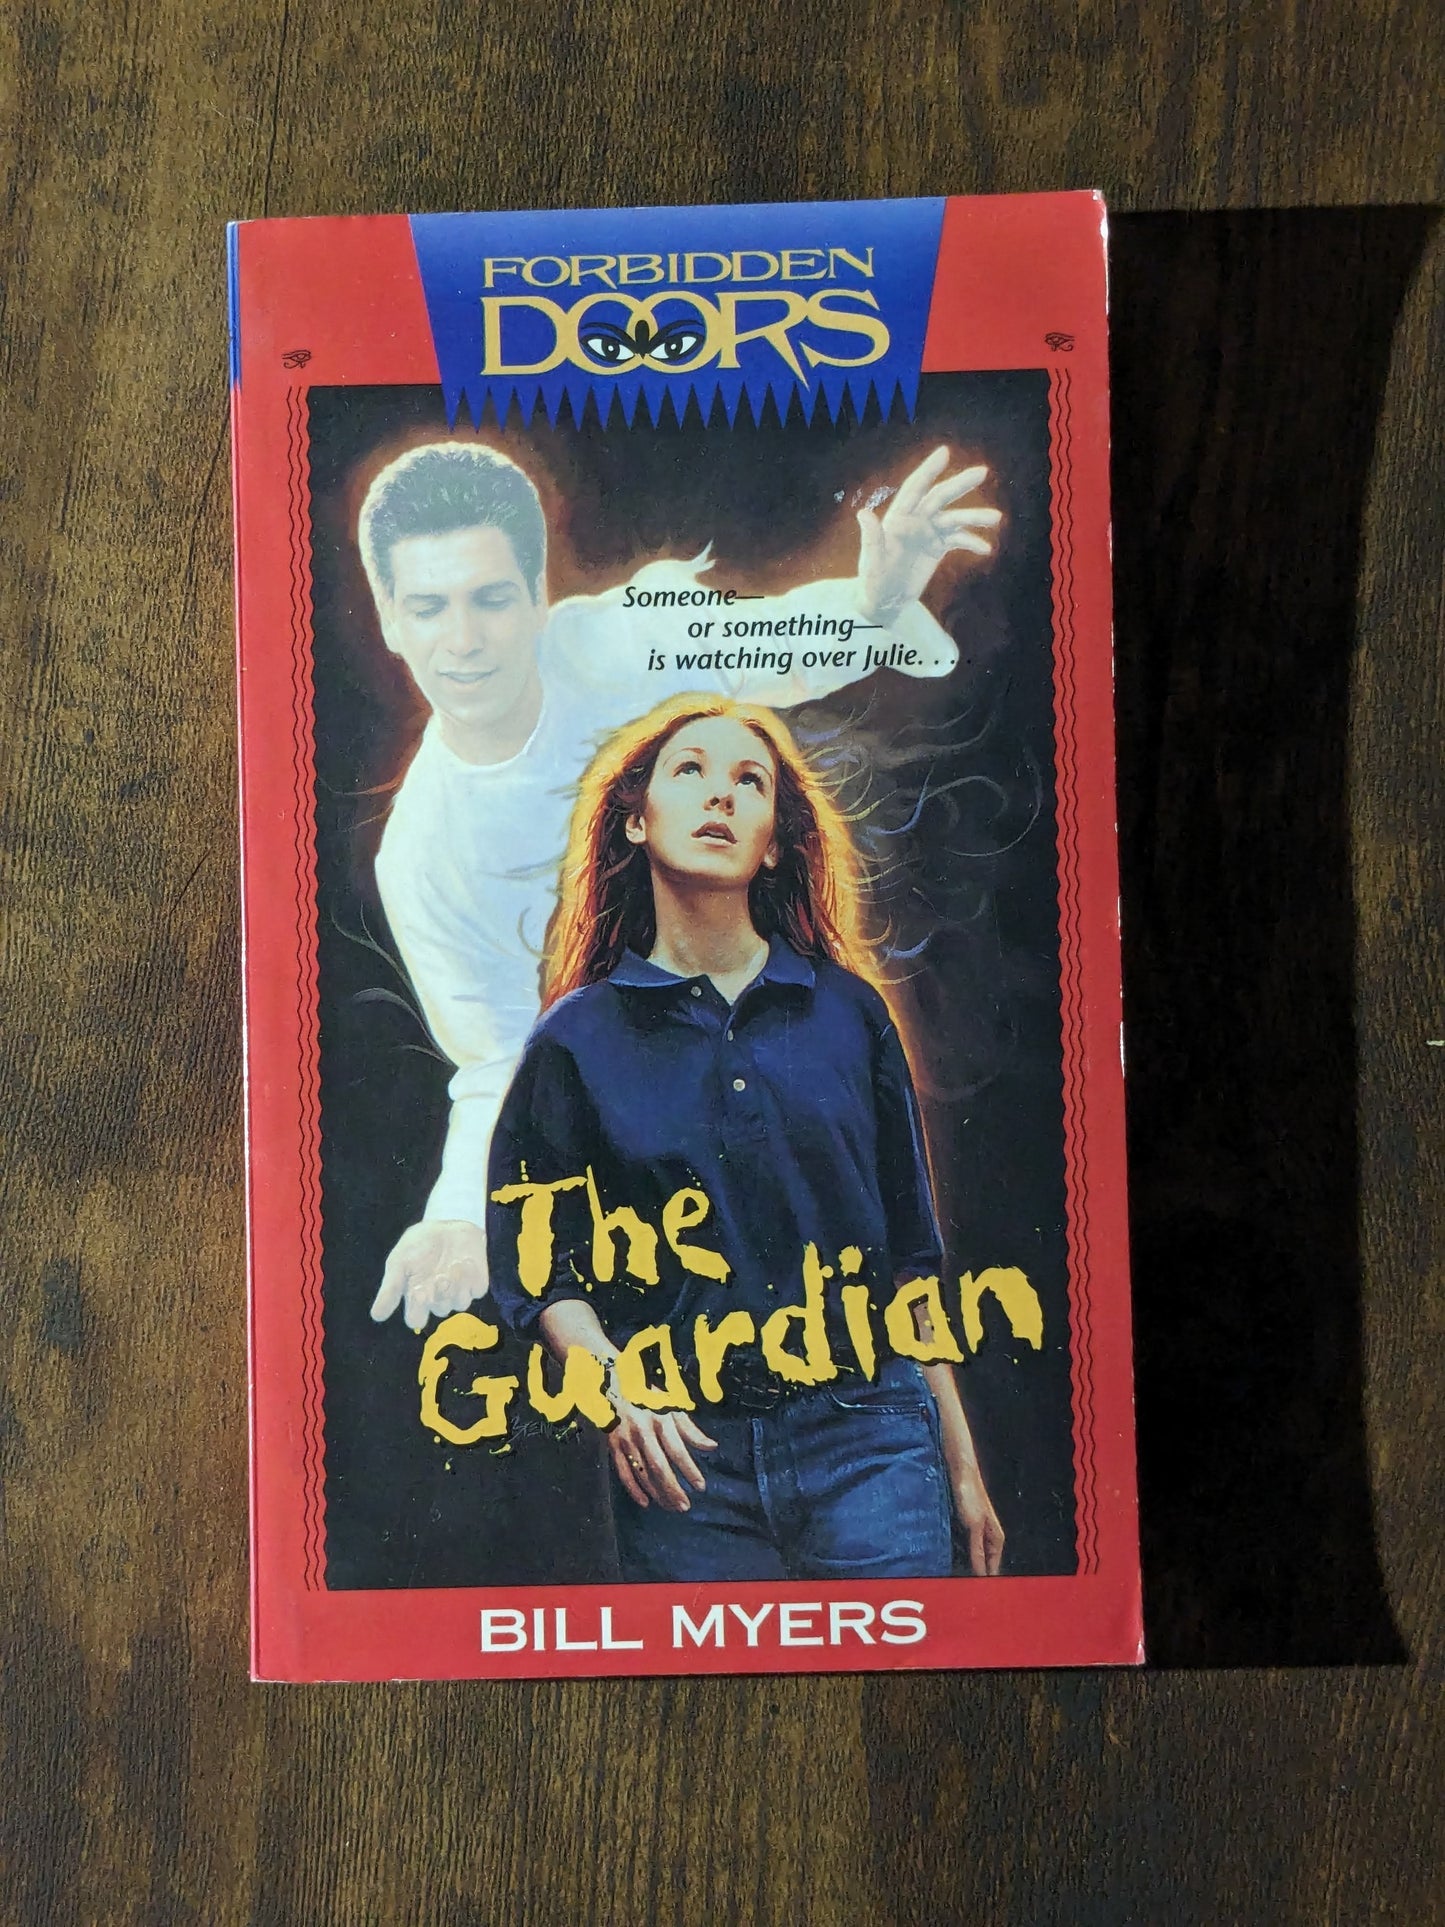 FORBIDDEN
DOORS
Someone—
or something—
is watching over Julie. . . .
The
Guardian
BILL MYERS